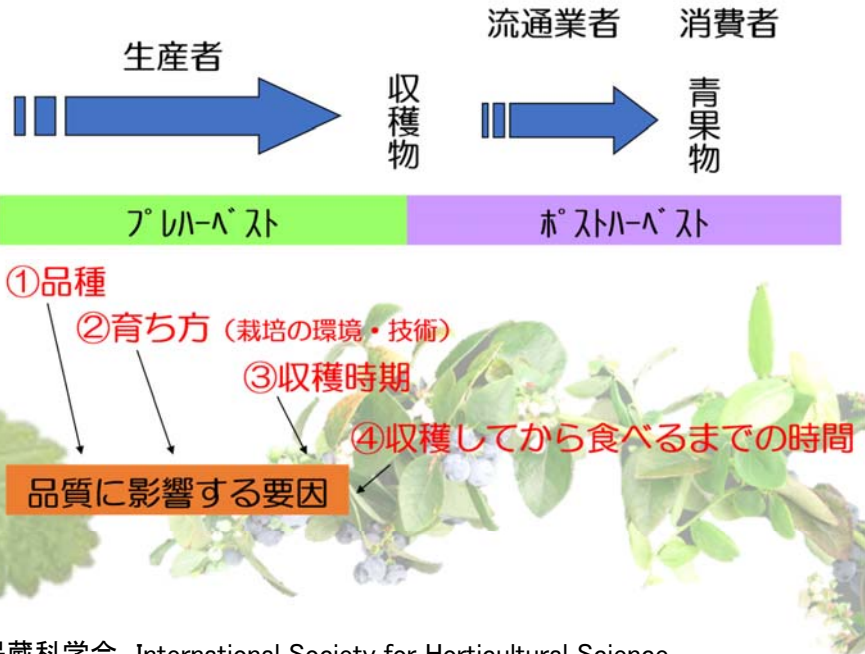 流通業者 消費者
生産者
収穫物
青果物
ﾌﾟﾚﾊｰﾍﾞｽﾄ ﾎﾟｽﾄﾊｰﾍﾞｽﾄ
①品種
②育ち方（栽培の環境・技術）
③収穫時期
④収穫してから食べるまでの時間
品質に影響する要因
蔵科学会 International Society for Horticultural Science